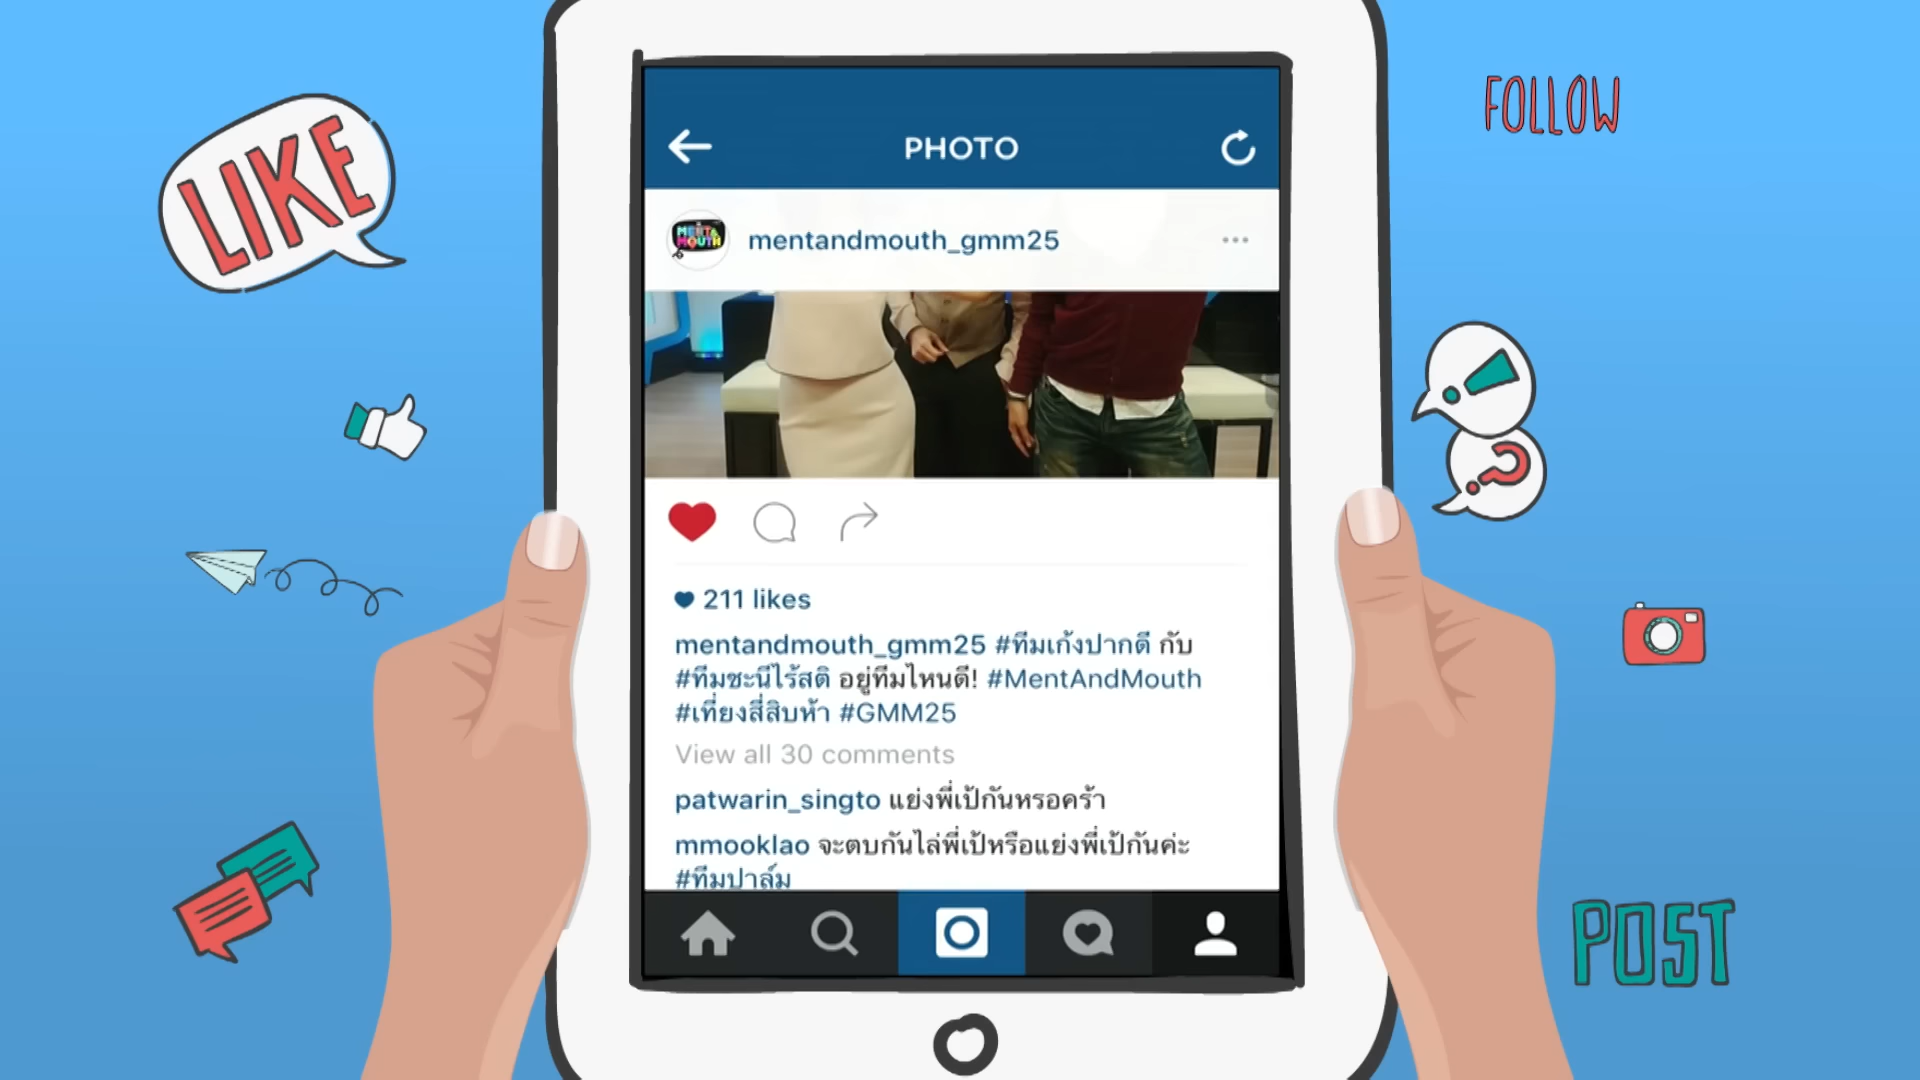 LIKE
FOLLOW
PHOTO
MENT&
MOUTH
mentandmouth_gmm25
211 likes
mentandmouth_gmm25 #ทีมเก้งปากดี กับ
#ทีมชะนีไร้สติ อยู่ทีมไหนดี! #MentAndMouth
#เที่ยงสี่สิบห้า #GMM25
View all 30 comments
patwarin_singto แย่งพี่เป้กันหรอคร้า
mmooklao จะตบกันไล่พี่เป้หรือแย่งพี่เป้กันค่ะ
#ทีมปาล์ม
POST